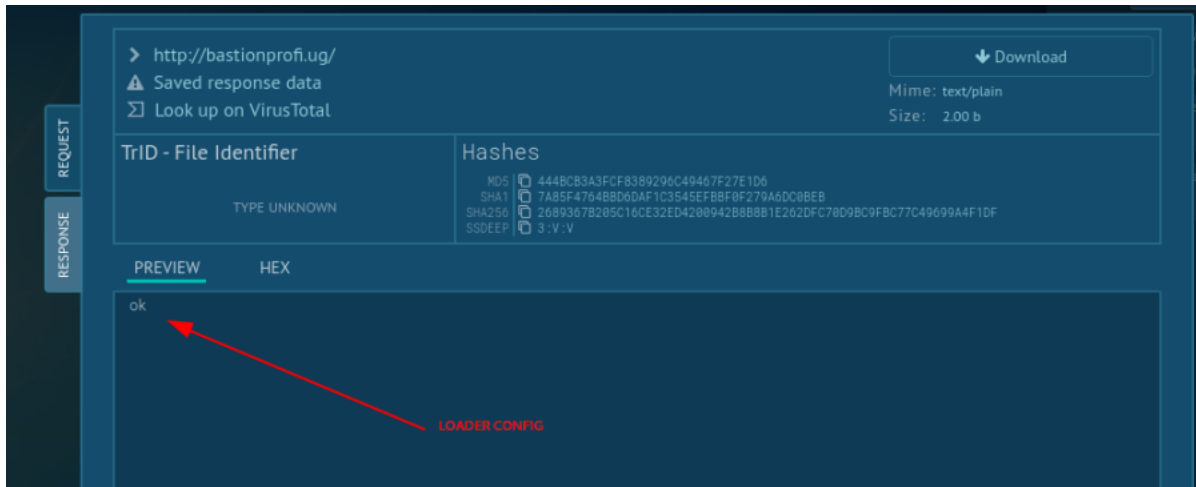 http://bastionprofi.ug/
Saved response data
Look up on VirusTotal
Download
Mime: text/plain
Size: 2.00 b
REQUEST
RESPONSE
TrID - File Identifier
TYPE UNKNOWN
Hashes
MD5 444BCB3A3FCF8389296C49467F27E1D6
SHA1 7A85F4764BBD6DAF1C3545EFBBF0F279A6DC0BEB
SHA256 2689367B205C16CE32ED4200942B8B8B1E262DFC70D9BC9FBC77C49699A4F1DF
SSDEEP 3:V:V
PREVIEW HEX
ok
LOADER CONFIG